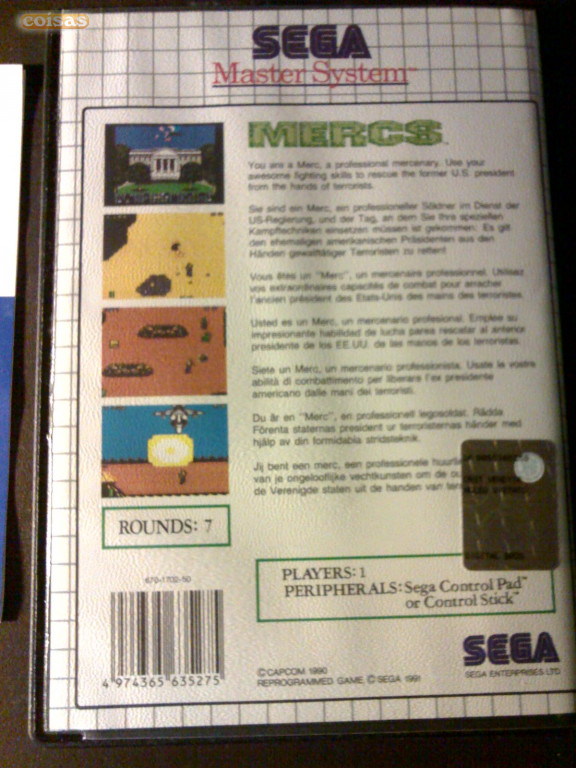 coisas
SEGA
Master System™
MERCS™
You are a Merc, a professional mercenary. Use your
awesome fighting skills to rescue the former U.S. president
from the hands of terrorists.
Sie sind ein Merc, ein professioneller Söldner im Dienst der
US-Regierung, und der Tag, an dem Sie Ihre speziellen
Kampftechniken einsetzen müssen ist gekommen. Es gilt
den ehemaligen amerikanischen Präsidenten aus den
Händen gewalttätiger Terroristen zu retten!
Vous êtes un "Merc", un mercenaire professionnel. Utilisez
vos extraordinaires capacités de combat pour arracher
l'ancien président des Etats-Unis des mains des terroristes.
Usted es un Merc, un mercenario profesional. Emplee su
impresionante habilidad de lucha para rescatar al anterior
presidente de los EE.UU. de las manos de los terroristas.
Siete un Merc, un mercenario professionista. Usate le vostre
abilità di combattimento per liberare l'ex presidente
americano dalle mani dei terroristi.
Du är en "Merc", en professionell legosoldat. Rädda
Förenta staternas president ur terroristernas händer med
hjälp av din formidabla stridsteknik.
Jij bent een merc, een professionele
van je ongelooflijke vechtkunsten om de
de Verenigde staten uit de handen van
ROUNDS: 7
PLAYERS: 1
PERIPHERALS: Sega Control Pad™
or Control Stick™
670-1702-50
4 974365 635275
© CAPCOM 1990
REPROGRAMMED GAME © SEGA 1991
SEGA
SEGA ENTERPRISES LTD.